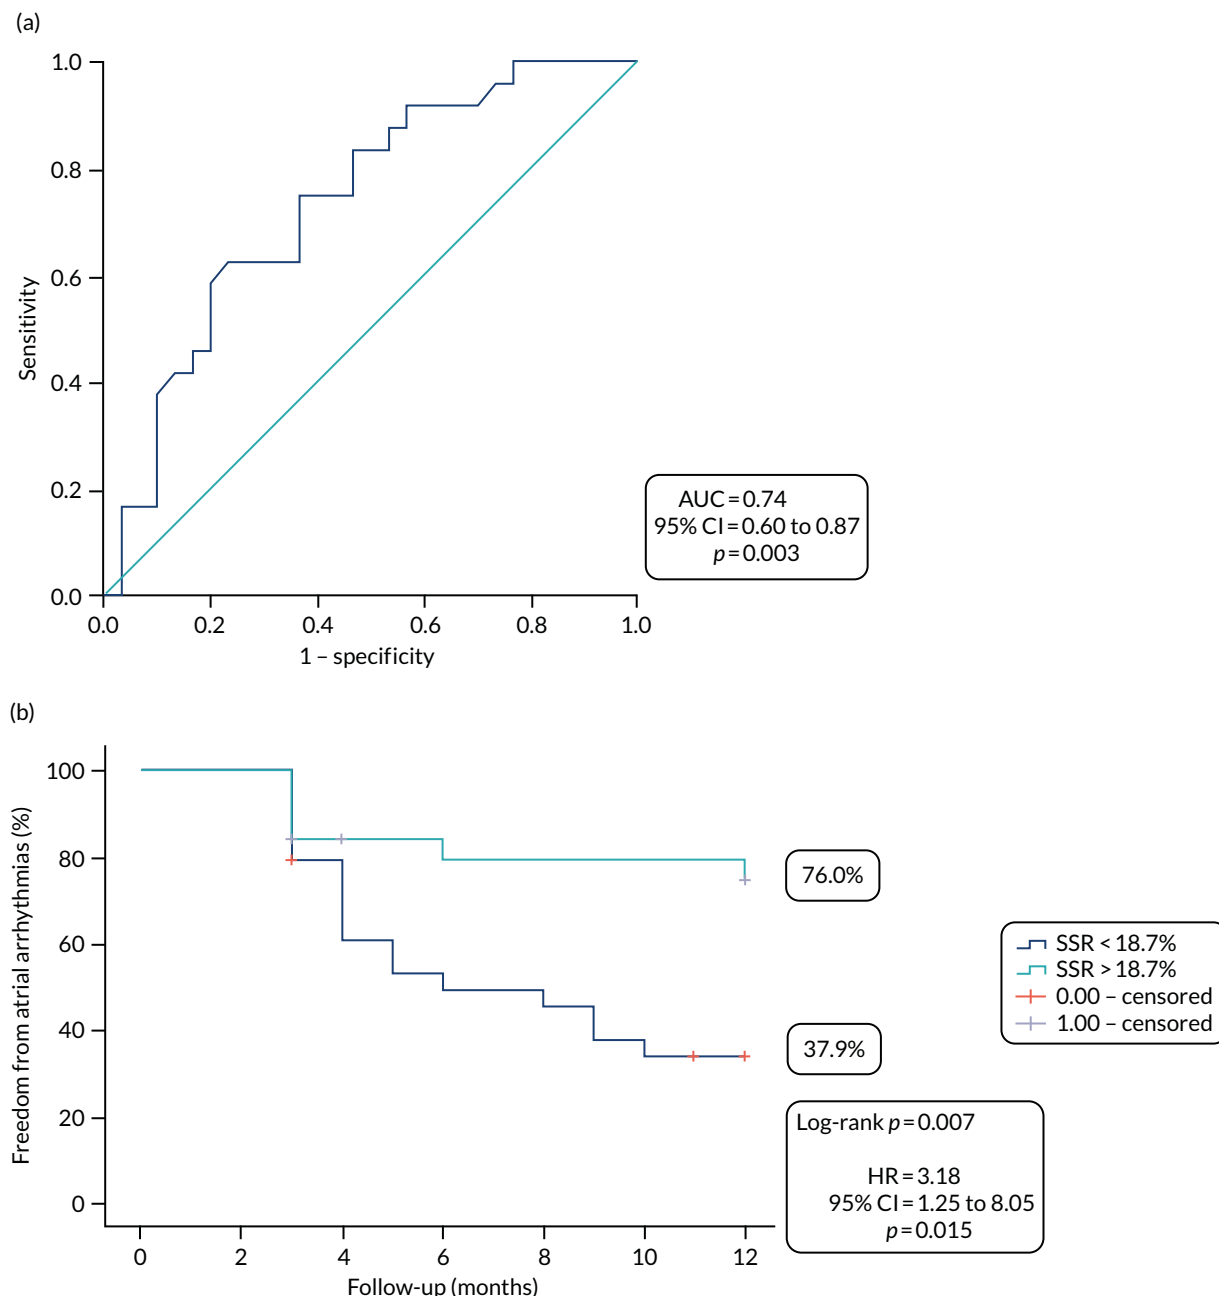 (a)
1.0
0.8
0.6
0.4
0.2
0.0
Sensitivity
0.0 0.2 0.4 0.6 0.8 1.0
1 – specificity
AUC = 0.74
95% CI = 0.60 to 0.87
p = 0.003
(b)
100
80
60
40
20
0
Freedom from atrial arrhythmias (%)
0 2 4 6 8 10 12
Follow-up (months)
76.0%
37.9%
SSR < 18.7%
SSR > 18.7%
0.00 – censored
1.00 – censored
Log-rank p = 0.007
HR = 3.18
95% CI = 1.25 to 8.05
p = 0.015